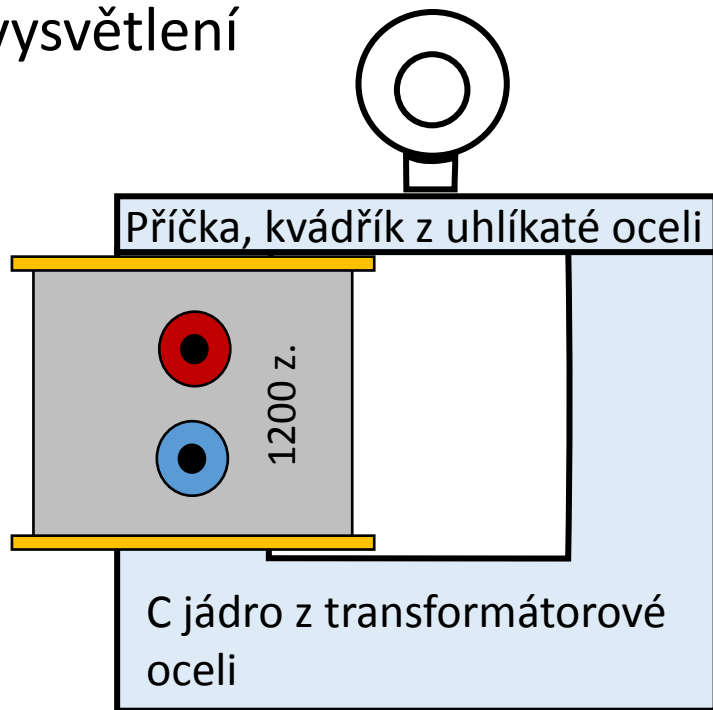 vysvětlení
Příčka, kvádřík z uhlíkaté oceli
1200 z.
C jádro z transformátorové
oceli